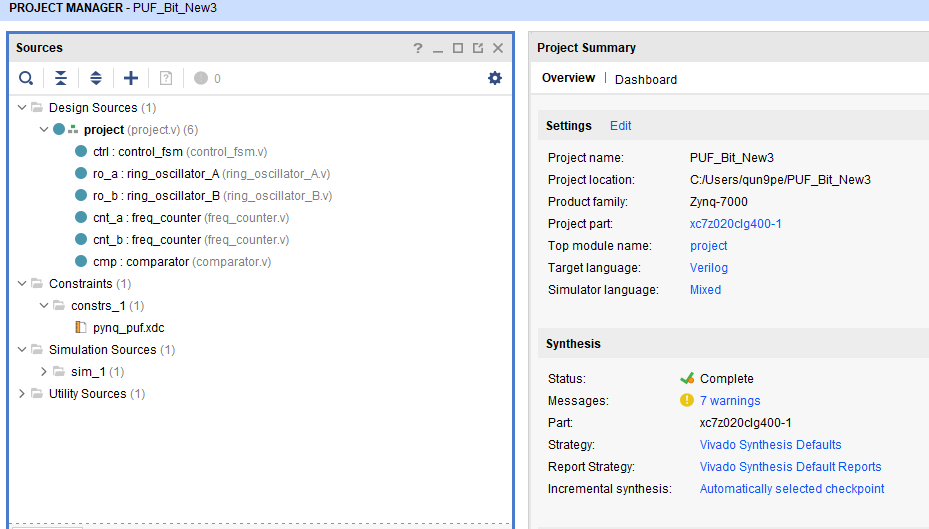 PROJECT MANAGER - PUF_Bit_New3
Sources
?
0
Design Sources (1)
project (project.v) (6)
ctrl : control_fsm (control_fsm.v)
ro_a : ring_oscillator_A (ring_oscillator_A.v)
ro_b : ring_oscillator_B (ring_oscillator_B.v)
cnt_a : freq_counter (freq_counter.v)
cnt_b : freq_counter (freq_counter.v)
cmp : comparator (comparator.v)
Constraints (1)
constrs_1 (1)
pynq_puf.xdc
Simulation Sources (1)
sim_1 (1)
Utility Sources (1)
Project Summary
Overview | Dashboard
Settings Edit
Project name: PUF_Bit_New3
Project location: C:/Users/qun9pe/PUF_Bit_New3
Product family: Zynq-7000
Project part: xc7z020clg400-1
Top module name: project
Target language: Verilog
Simulator language: Mixed
Synthesis
Status: Complete
Messages: 7 warnings
Part: xc7z020clg400-1
Strategy: Vivado Synthesis Defaults
Report Strategy: Vivado Synthesis Default Reports
Incremental synthesis: Automatically selected checkpoint